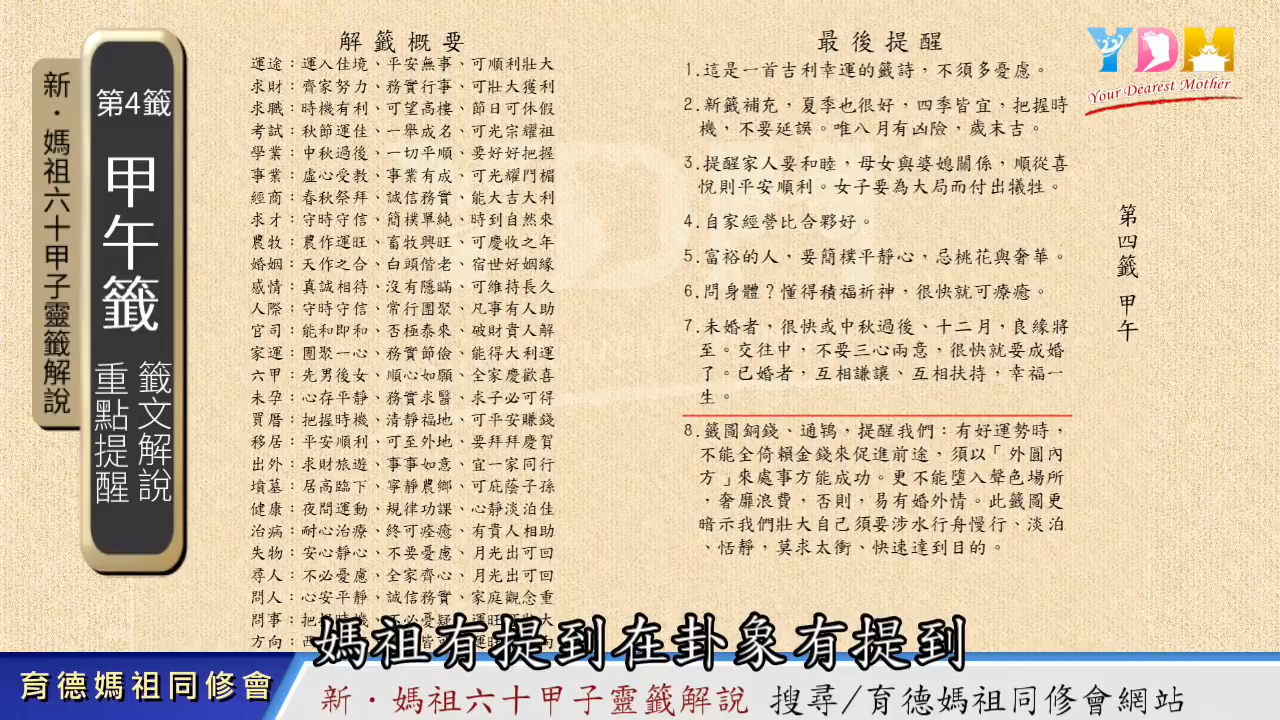 新．媽祖六十甲子靈籤解說
第4籤
甲午籤
籤文解說
重點提醒
解籤概要
運途：運入佳境、平安無事、可順利壯大
求財：齊家努力、務實行事、可壯大獲利
求職：時機有利、可望高樓、節日可休假
考試：秋節運佳、一舉成名、可光宗耀祖
學業：中秋過後、一切平順、要好好把握
事業：虛心受教、事業有成、可光耀門楣
經商：春秋祭拜、誠信務實、能大吉大利
求才：守時守信、簡樸單純、時到自然來
農牧：農作運旺、畜牧興旺、可慶收之年
婚姻：天作之合、白頭偕老、宿世好姻緣
感情：真誠相待、沒有隱瞞、可維持長久
人際：守時守信、常行團聚、凡事有人助
官司：能和即和、否極泰來、破財貴人解
家運：團聚一心、務實節儉、能得大利運
六甲：先男後女、順心如願、全家慶歡喜
未孕：心存平靜、務實求醫、求子必可得
買厝：把握時機、清靜福地、可平安賺錢
移居：平安順利、可至外地、要拜拜慶賀
出外：求財旅遊、事事如意、宜一家同行
墳墓：居高臨下、寧靜農鄉、可庇蔭子孫
健康：夜間運動、規律功課、心靜淡泊佳
治病：耐心治療、終可痊癒、有貴人相助
失物：安心靜心、不要憂慮、月光出可回
尋人：不必憂慮、全家齊心、月光出可回
問人：心安平靜、誠信務實、家庭觀念重
問事：把
方向：
最後提醒
1.這是一首吉利幸運的籤詩，不須多憂慮。
2.新籤補充，夏季也很好，四季皆宜，把握時
機，不要延誤。唯八月有凶險，歲末吉。
3.提醒家人要和睦，母女與婆媳關係，順從喜
悅則平安順利。女子要為大局而付出犧牲。
4.自家經營比合夥好。
5.富裕的人，要簡樸平靜心，忌桃花與奢華。
6.問身體？懂得積福祈神，很快就可療癒。
7.未婚者，很快或中秋過後、十二月，良緣將
至。交往中，不要三心兩意，很快就要成婚
了。已婚者，互相謙讓、互相扶持，幸福一
生。
8.籤圖銅錢、通鴇，提醒我們：有好運勢時，
不能全倚賴金錢來促進前途，須以「外圓內
方」來處事方能成功。更不能墮入聲色場所
，奢靡浪費，否則，易有婚外情。此籤圖更
暗示我們壯大自己須要涉水行舟慢行、淡泊
、恬靜，莫求太衝、快速達到目的。
第四籤 甲午
YDM
Your Dearest Mother
媽祖有提到在卦象有提到
育德媽祖同修會
新．媽祖六十甲子靈籤解說 搜尋/育德媽祖同修會網站